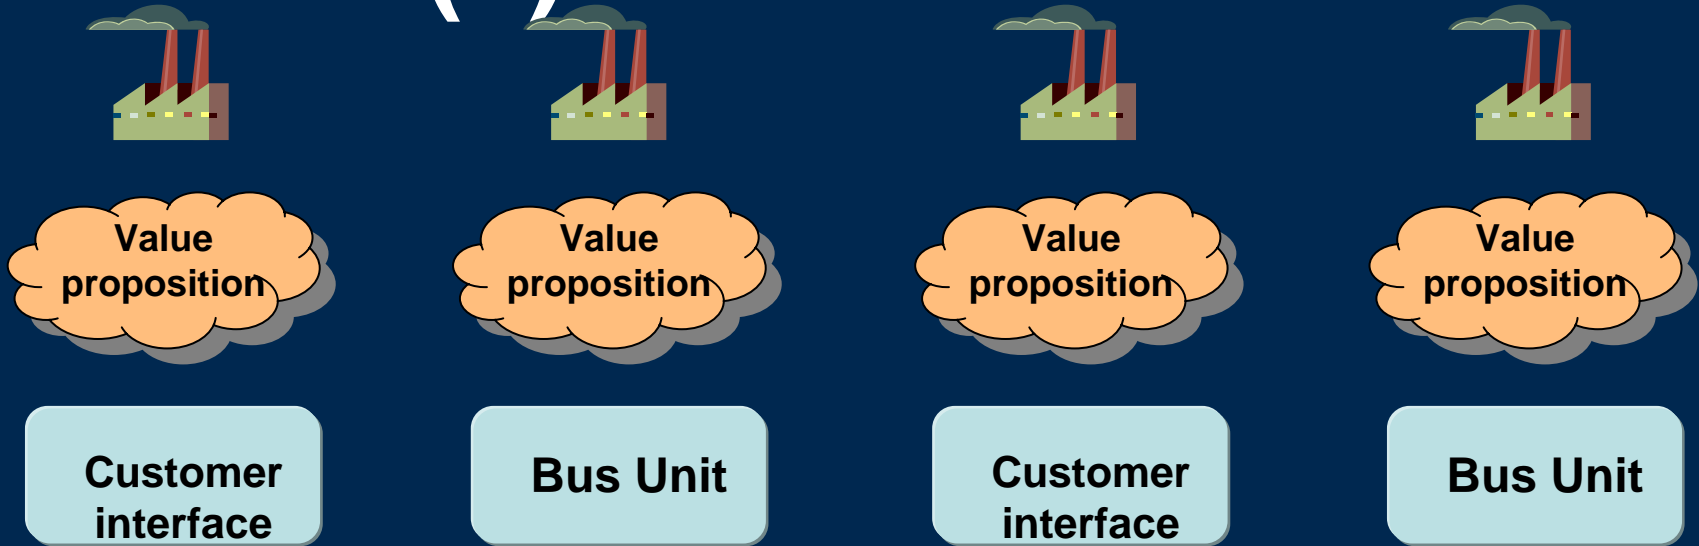 Value
proposition
Value
proposition
Value
proposition
Value
proposition
Customer
interface
Bus Unit
Customer
interface
Bus Unit